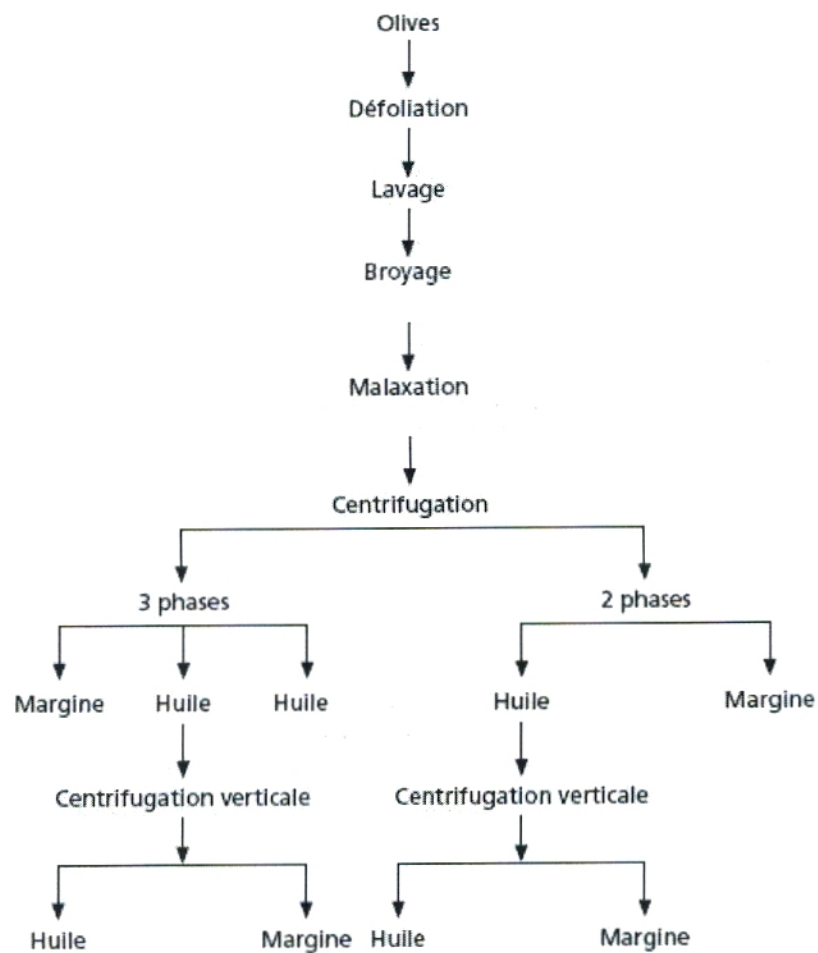 Olives
Défoliation
Lavage
Broyage
Malaxation
Centrifugation
3 phases
2 phases
Margine
Huile
Huile
Huile
Margine
Centrifugation verticale
Centrifugation verticale
Huile
Margine
Huile
Margine